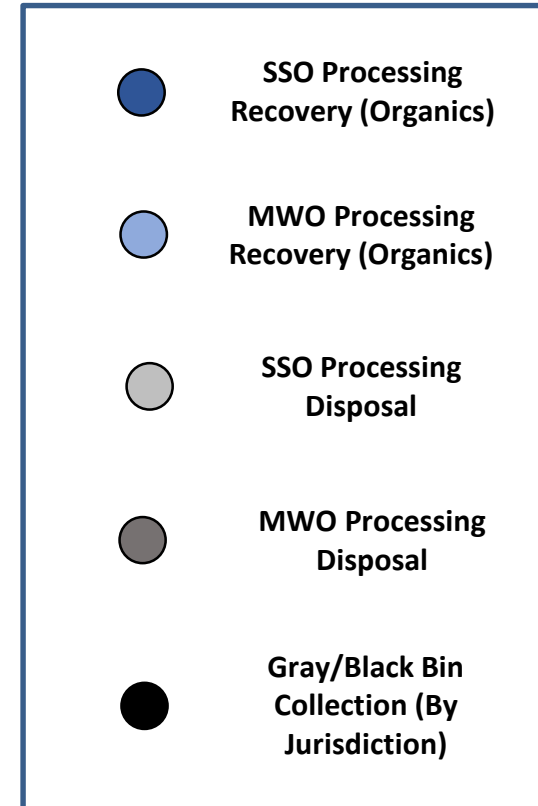 SSO Processing
Recovery (Organics)
MWO Processing
Recovery (Organics)
SSO Processing
Disposal
MWO Processing
Disposal
Gray/Black Bin
Collection (By
Jurisdiction)